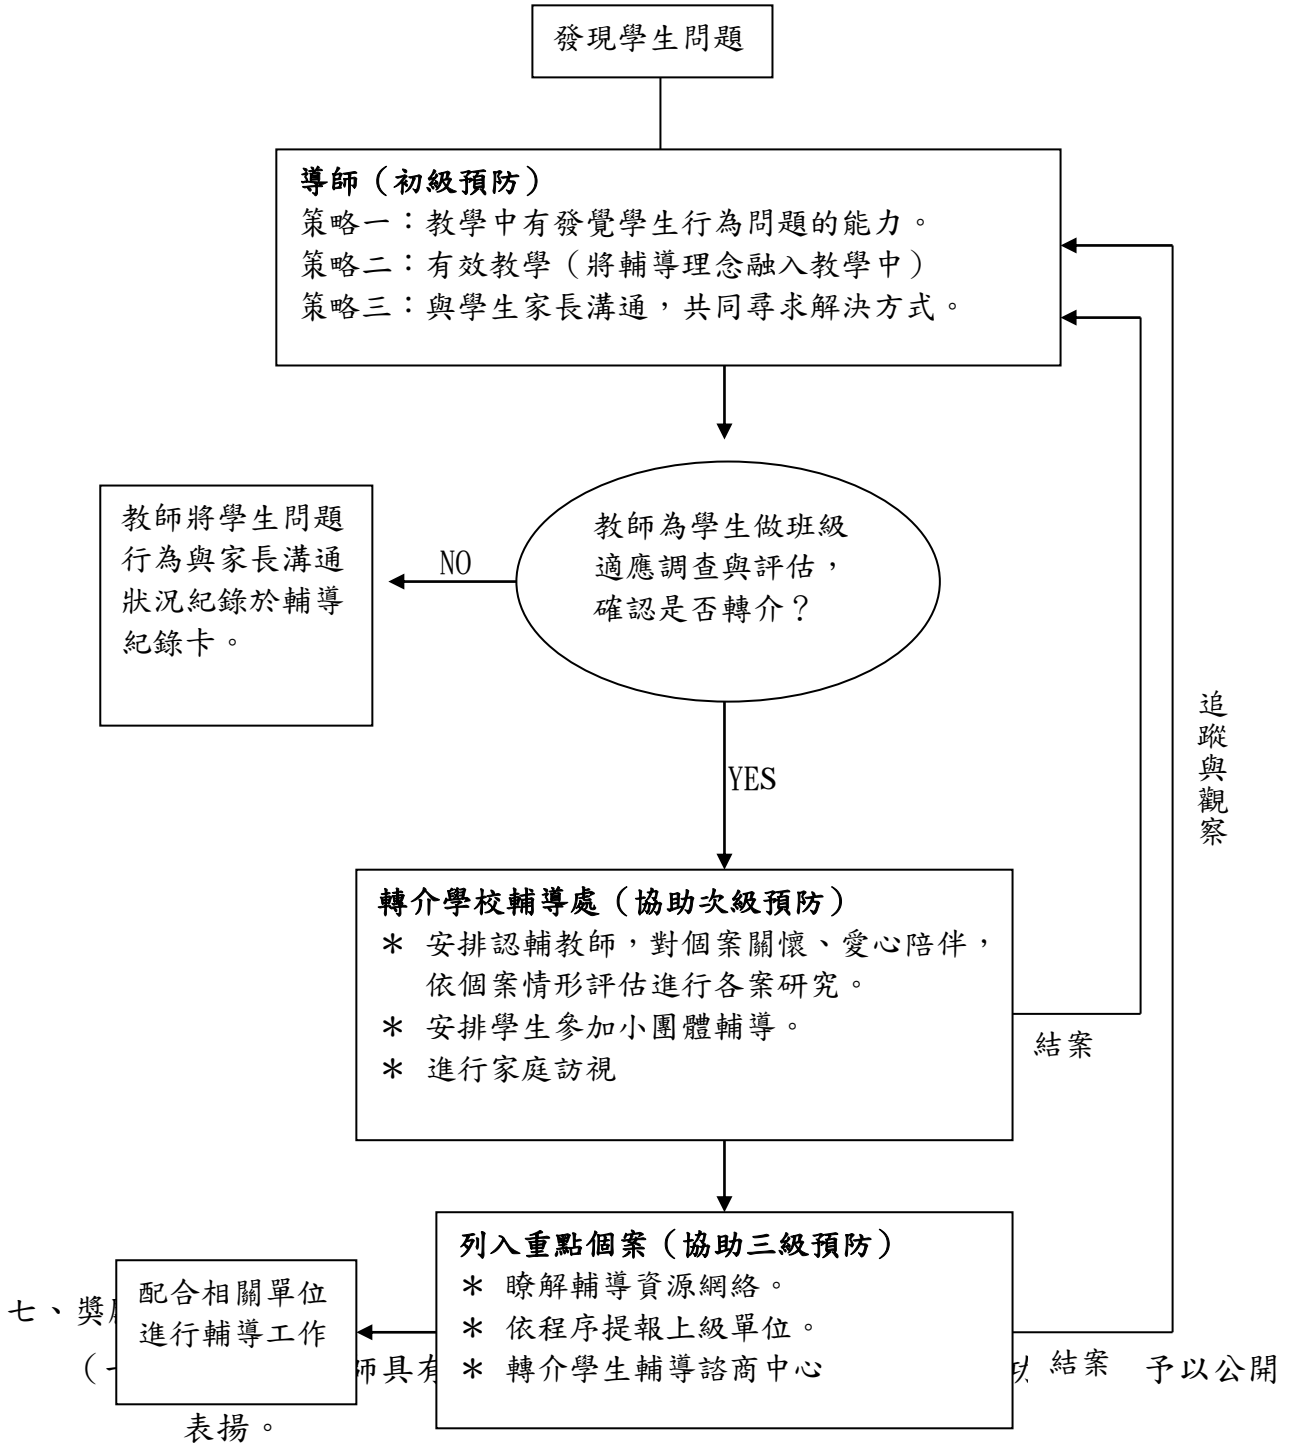 發現學生問題
導師（初級預防）
策略一：教學中有發覺學生行為問題的能力。
策略二：有效教學（將輔導理念融入教學中）
策略三：與學生家長溝通，共同尋求解決方式。
教師為學生做班級
適應調查與評估，
確認是否轉介？
NO
教師將學生問題
行為與家長溝通
狀況紀錄於輔導
紀錄卡。
YES
追蹤與觀察
轉介學校輔導處（協助次級預防）
＊ 安排認輔教師，對個案關懷、愛心陪伴，
依個案情形評估進行各案研究。
＊ 安排學生參加小團體輔導。
＊ 進行家庭訪視
結案
列入重點個案（協助三級預防）
＊ 瞭解輔導資源網絡。
＊ 依程序提報上級單位。
＊ 轉介學生輔導諮商中心
配合相關單位
進行輔導工作
結案
七、獎
師具 予以公開
表揚。